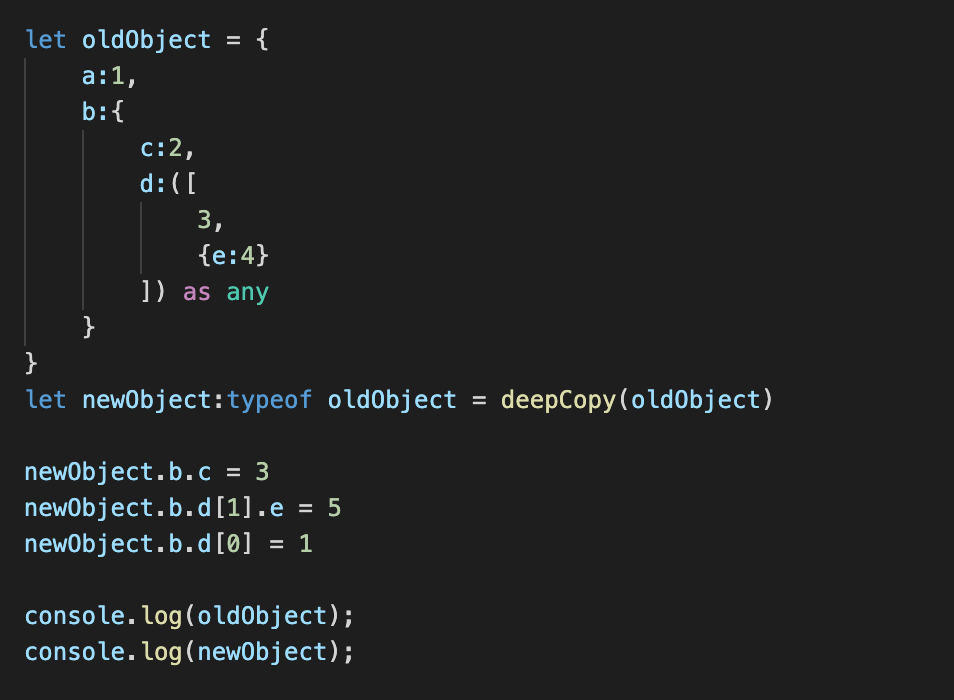 let oldObject = {
    a:1,
    b:{
        c:2,
        d:([
            3,
            {e:4}
        ]) as any
    }
}
let newObject:typeof oldObject = deepCopy(oldObject)

newObject.b.c = 3
newObject.b.d[1].e = 5
newObject.b.d[0] = 1

console.log(oldObject);
console.log(newObject);